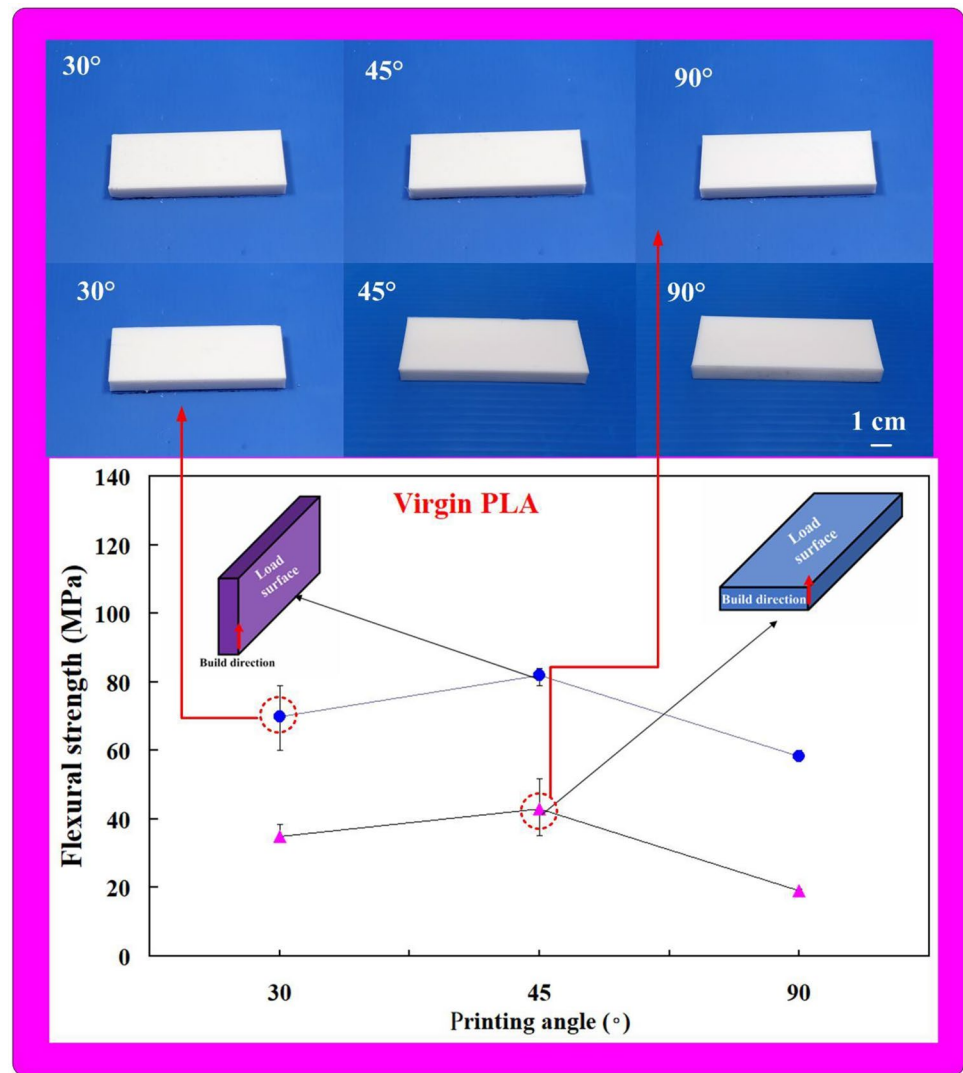 30°
45°
90°
30°
45°
90°
1 cm
Virgin PLA
Load
surface
Build direction
Load
surface
Build direction
Flexural strength (MPa)
140
120
100
80
60
40
20
0
30
45
90
Printing angle (∘)